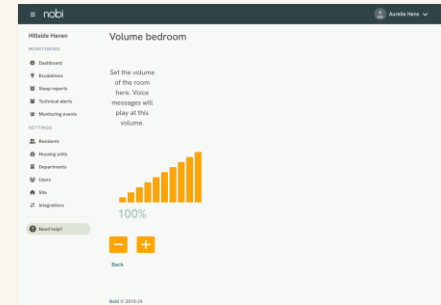 nobi
Aurelie Hens
Hillside Haven
Volume bedroom
MONITORING
Dashboard
Escalations
Sleep reports
Technical alerts
Monitoring events
SETTINGS
Residents
Housing units
Departments
Users
Site
Integrations
Need help?
Set the volume
of the room
here. Voice
messages will
play at this
volume.
100%
Back
Nobi © 2018-24